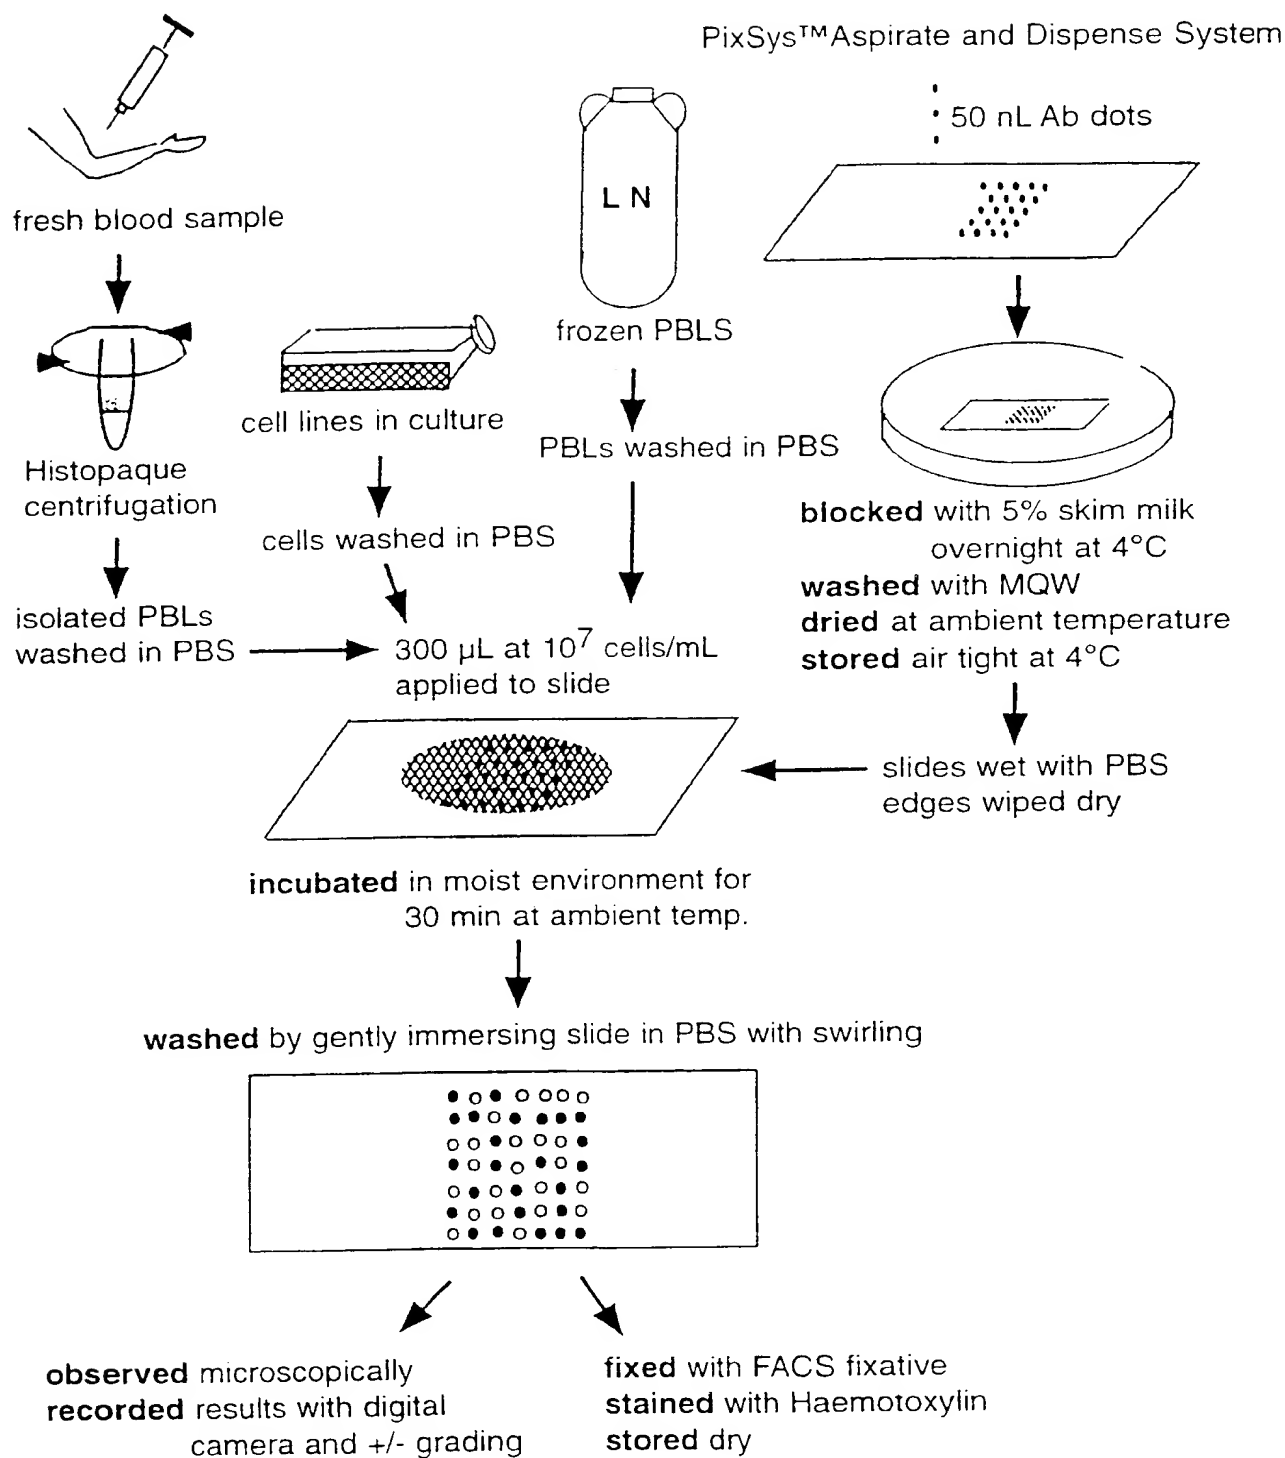 PixSys™Aspirate and Dispense System
50 nL Ab dots
L N
fresh blood sample
frozen PBLS
cell lines in culture
PBLs washed in PBS
Histopaque
centrifugation
blocked with 5% skim milk
overnight at 4°C
washed with MQW
dried at ambient temperature
stored air tight at 4°C
cells washed in PBS
isolated PBLs
washed in PBS
300 µL at 10⁷ cells/mL
applied to slide
slides wet with PBS
edges wiped dry
incubated in moist environment for
30 min at ambient temp.
washed by gently immersing slide in PBS with swirling
observed microscopically
recorded results with digital
camera and +/- grading
fixed with FACS fixative
stained with Haemotoxylin
stored dry